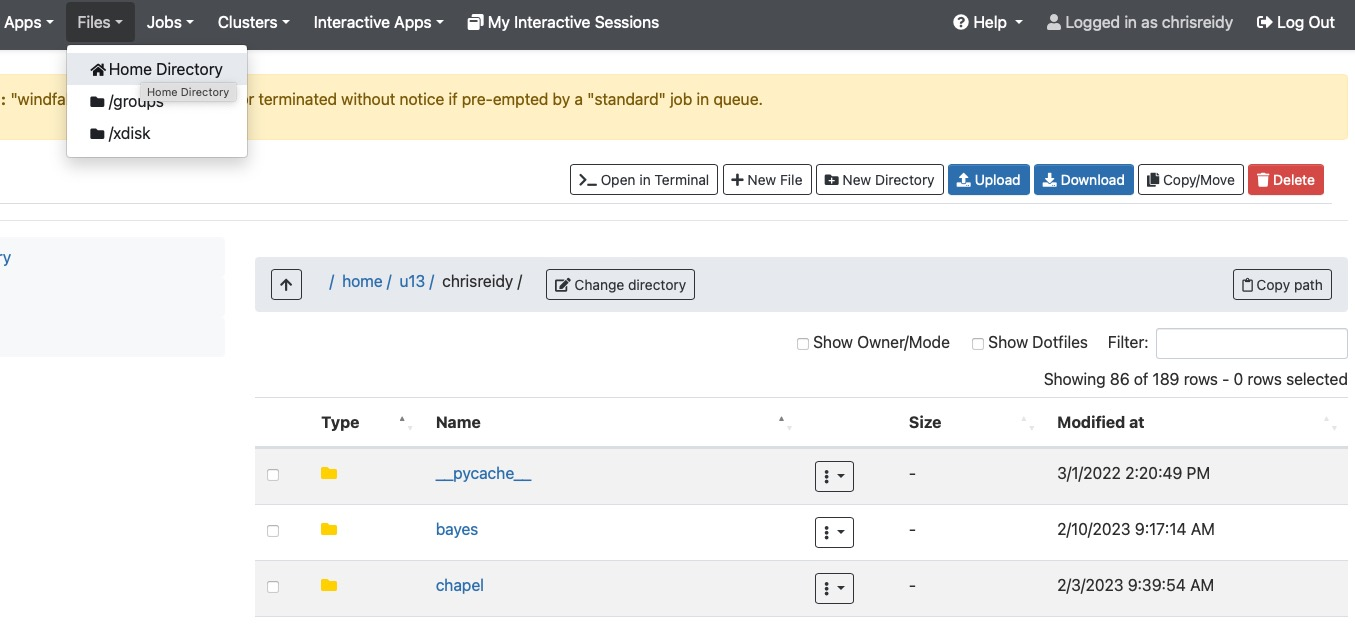 Apps Files Jobs Clusters Interactive Apps My Interactive Sessions Help Logged in as chrisreidy Log Out
Home Directory
Home Directory
/groups
/xdisk
: "windfa
r terminated without notice if pre-empted by a "standard" job in queue.
Open in Terminal New File New Directory Upload Download Copy/Move Delete
ry
/ home / u13 / chrisreidy / Change directory Copy path
Show Owner/Mode Show Dotfiles Filter:
Showing 86 of 189 rows - 0 rows selected
Type Name Size Modified at
__pycache__ - 3/1/2022 2:20:49 PM
bayes - 2/10/2023 9:17:14 AM
chapel - 2/3/2023 9:39:54 AM